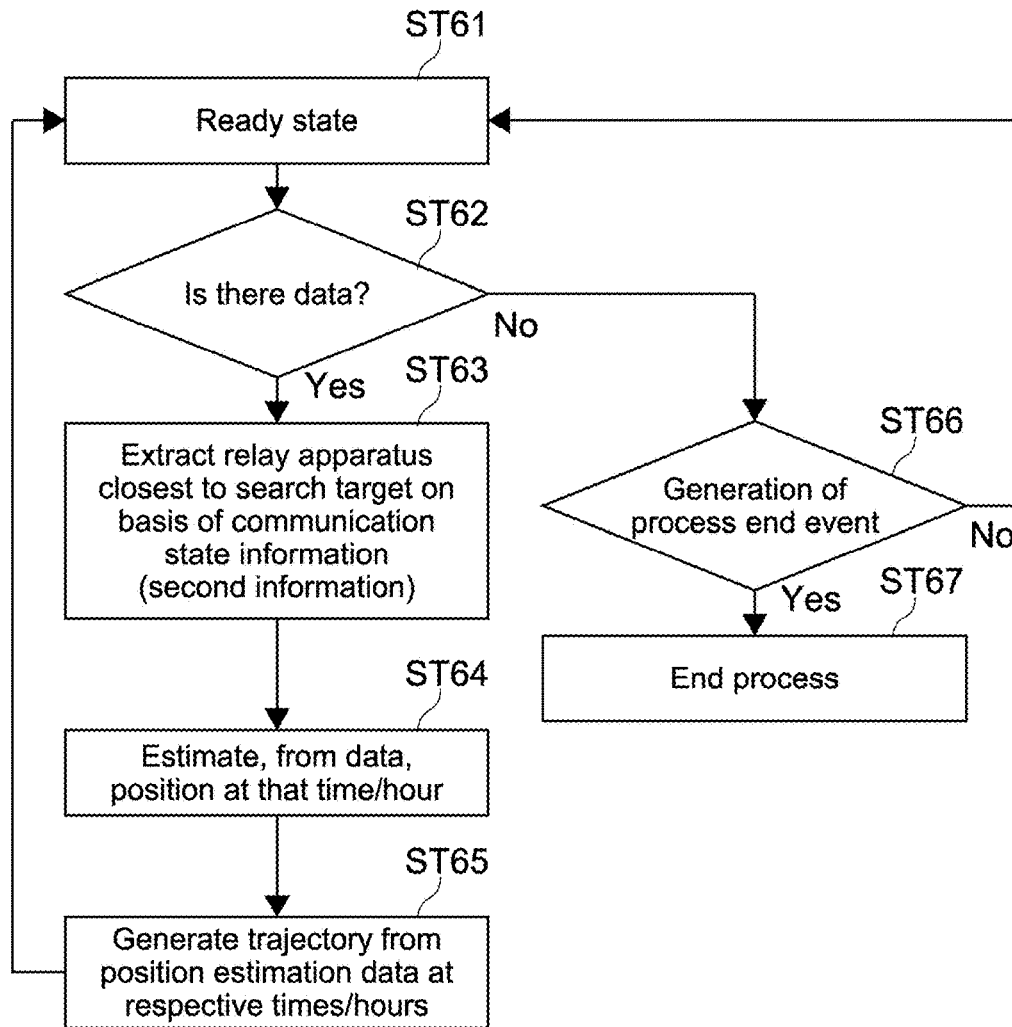 ST61
Ready state
ST62
Is there data?
No
Yes
ST63
Extract relay apparatus
closest to search target on
basis of communication
state information
(second information)
ST66
Generation of
process end event
No
Yes
ST67
End process
ST64
Estimate, from data,
position at that time/hour
ST65
Generate trajectory from
position estimation data at
respective times/hours